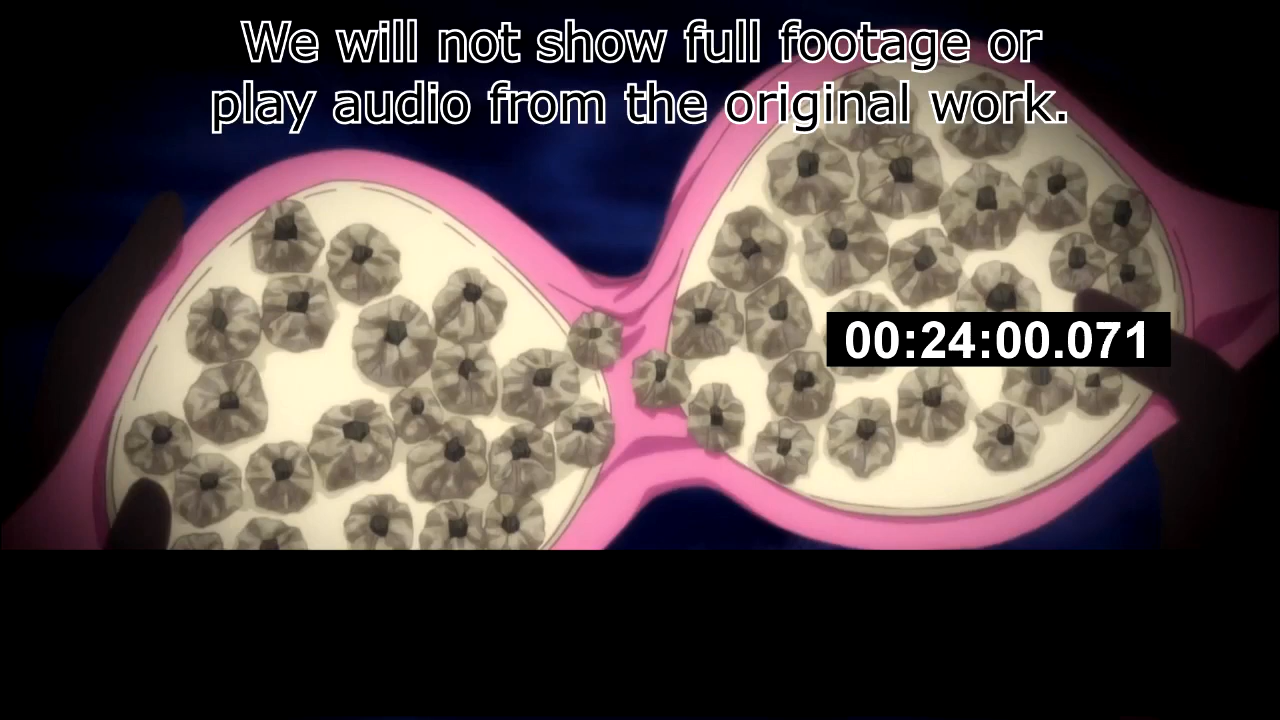 We will not show full footage or
play audio from the original work.
00:24:00.071